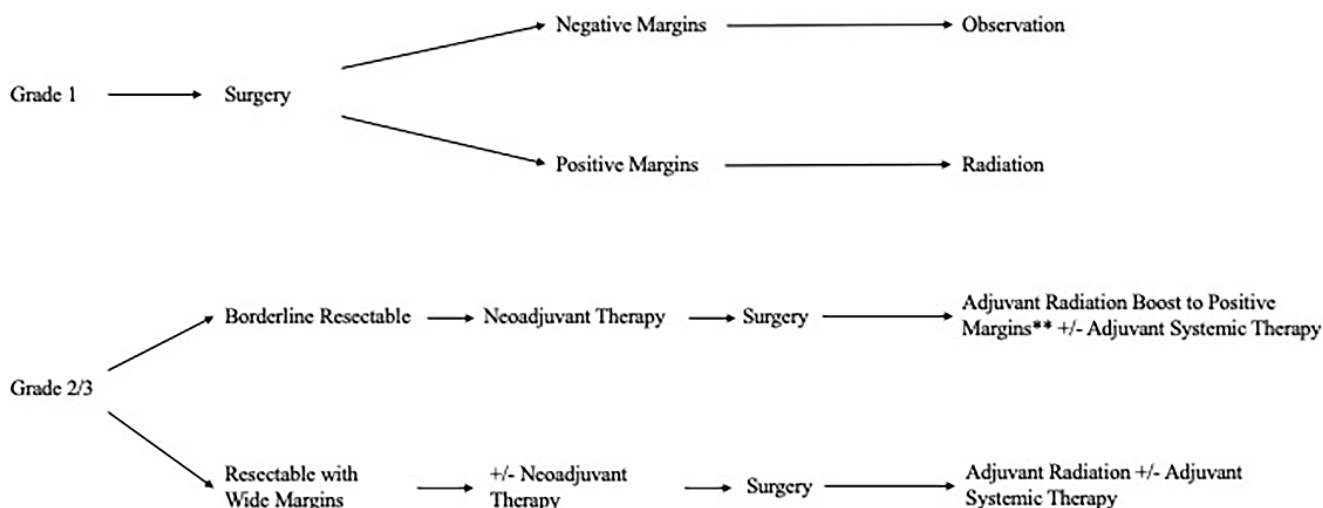 Negative Margins
Observation
Grade 1
Surgery
Positive Margins
Radiation
Borderline Resectable
Neoadjuvant Therapy
Surgery
Adjuvant Radiation Boost to Positive
Margins** +/- Adjuvant Systemic Therapy
Grade 2/3
Resectable with
Wide Margins
+/- Neoadjuvant
Therapy
Surgery
Adjuvant Radiation +/- Adjuvant
Systemic Therapy